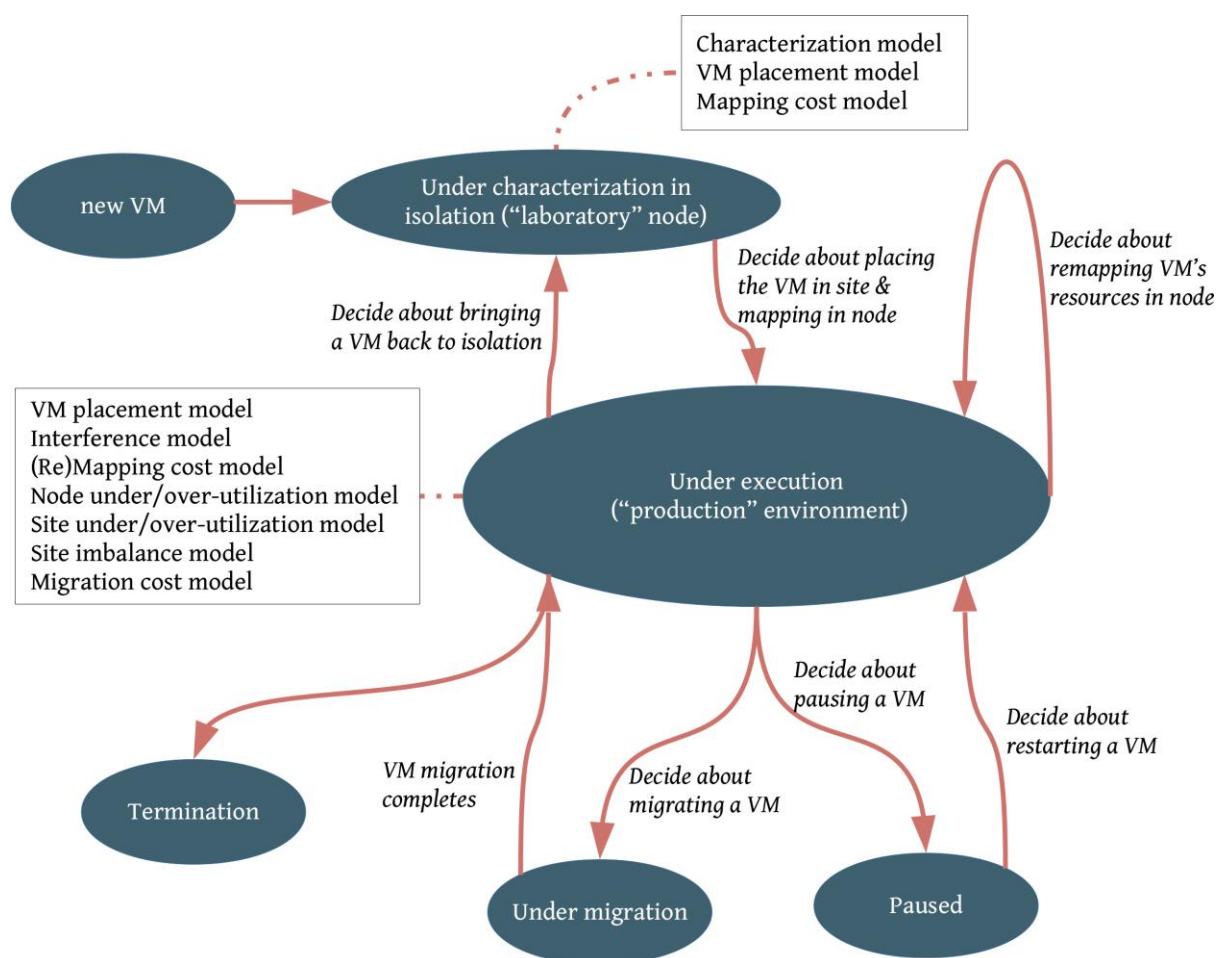 Characterization model
VM placement model
Mapping cost model
new VM
Under characterization in
isolation (“laboratory” node)
Decide about
remapping VM’s
resources in node
Decide about placing
the VM in site &
mapping in node
Decide about bringing
a VM back to isolation
VM placement model
Interference model
(Re)Mapping cost model
Node under/over-utilization model
Site under/over-utilization model
Site imbalance model
Migration cost model
Under execution
(“production” environment)
Decide about
pausing a VM
Decide about
restarting a VM
VM migration
completes
Decide about
migrating a VM
Termination
Under migration
Paused